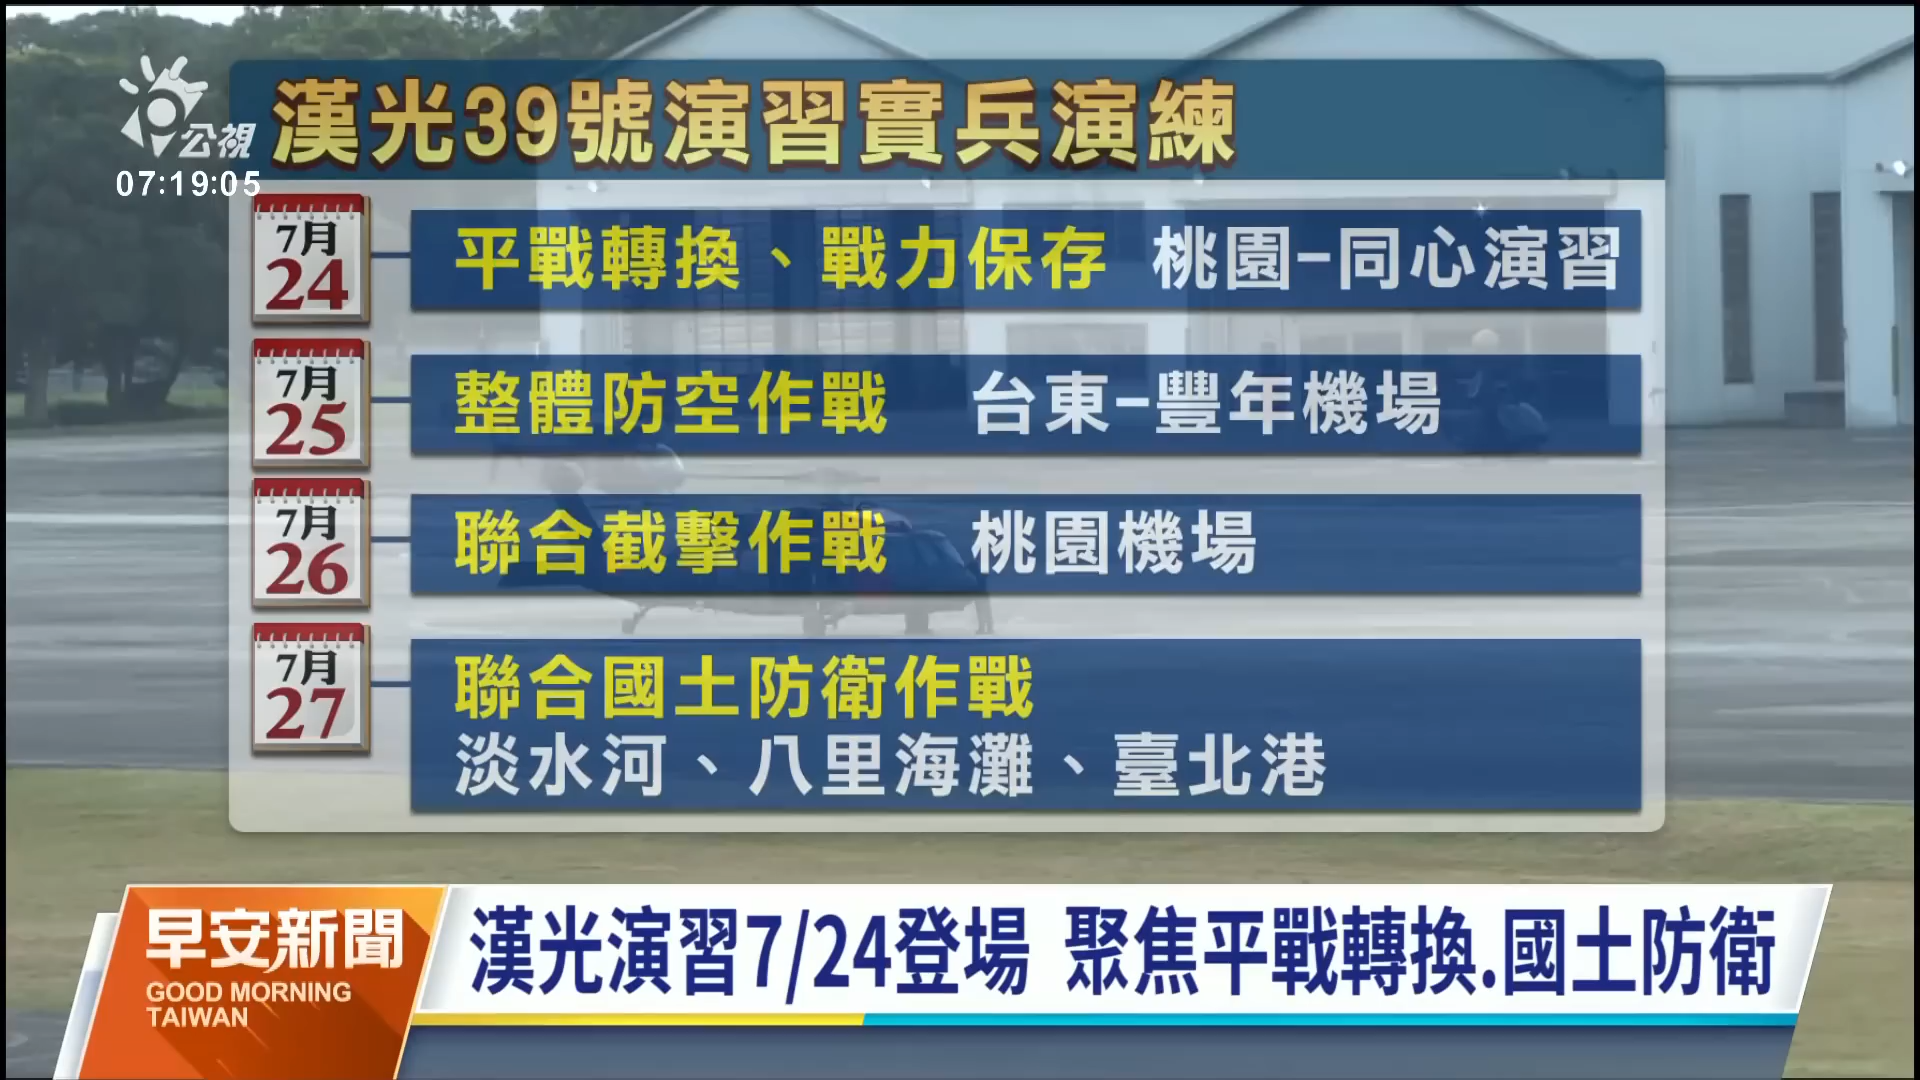 公視
07:19:05
漢光39號演習實兵演練
7月
24
平戰轉換、戰力保存 桃園-同心演習
7月
25
整體防空作戰 台東-豐年機場
7月
26
聯合截擊作戰 桃園機場
7月
27
聯合國土防衛作戰
淡水河、八里海灘、臺北港
早安新聞
GOOD MORNING
TAIWAN
漢光演習7/24登場 聚焦平戰轉換.國土防衛